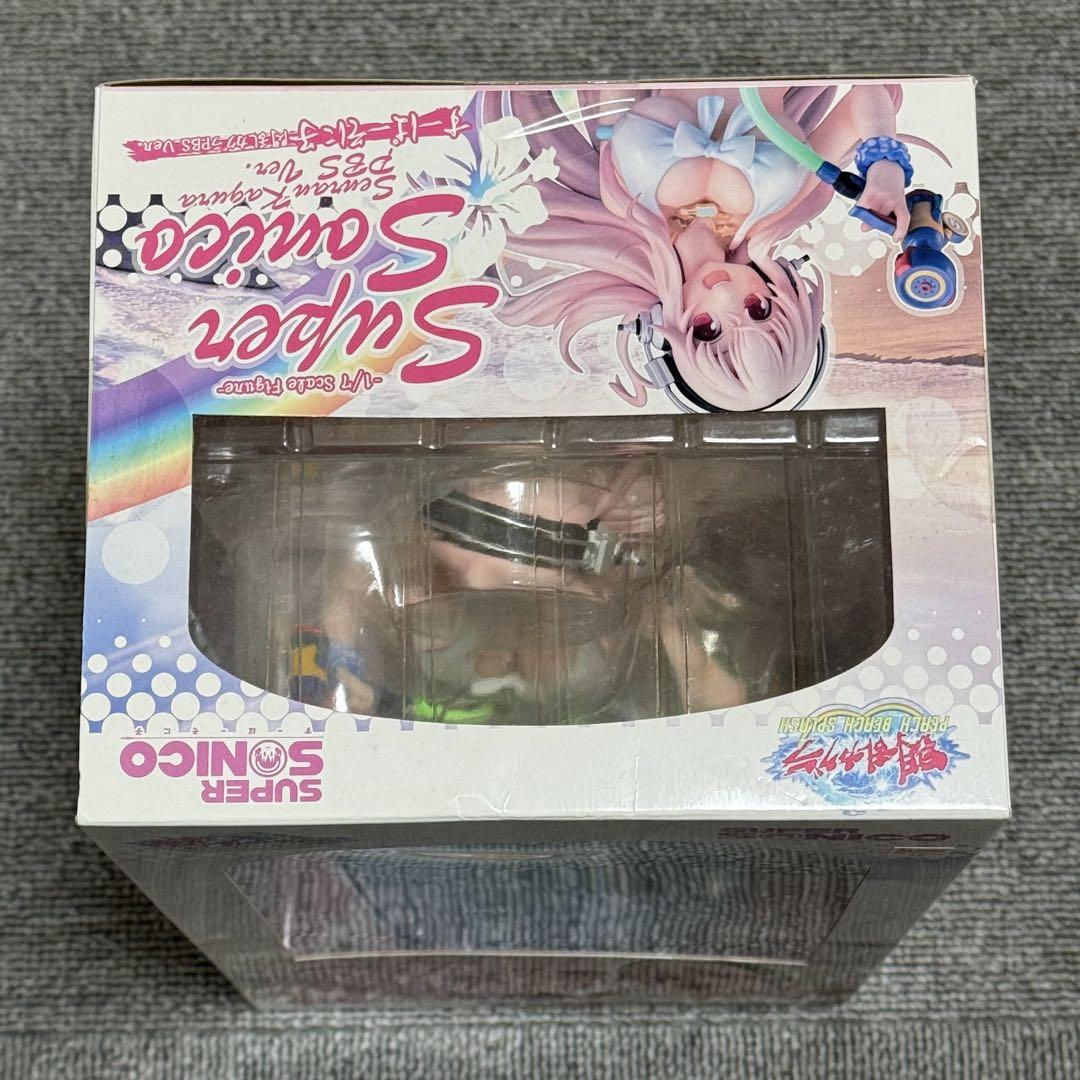 -1/7 Scale Figure-
Super
Sonico
Senran Kagura
PBS Ver.
すーぱーそに子 閃乱カグラPBS Ver.
SUPER
SONICO
すーぱーそに子
閃乱カグラ
PEACH BEACH SPLASH